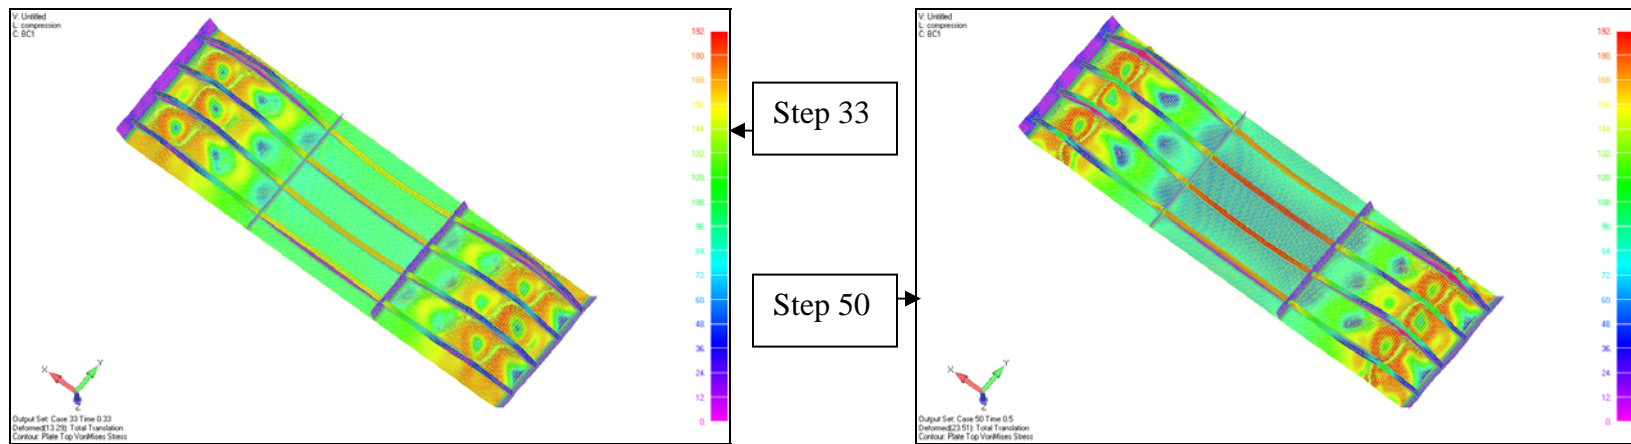 V: Untitled
L: compression
C: BC1
192.
180.
168.
156.
144.
132.
120.
108.
96.
84.
72.
60.
48.
36.
24.
12.
0.
X
Y
Z
Output Set: Case 33 Time 0.33
Deformed(13.29): Total Translation
Contour: Plate Top VonMises Stress
Step 33
Step 50
V: Untitled
L: compression
C: BC1
192.
180.
168.
156.
144.
132.
120.
108.
96.
84.
72.
60.
48.
36.
24.
12.
0.
X
Y
Z
Output Set: Case 50 Time 0.5
Deformed(23.51): Total Translation
Contour: Plate Top VonMises Stress